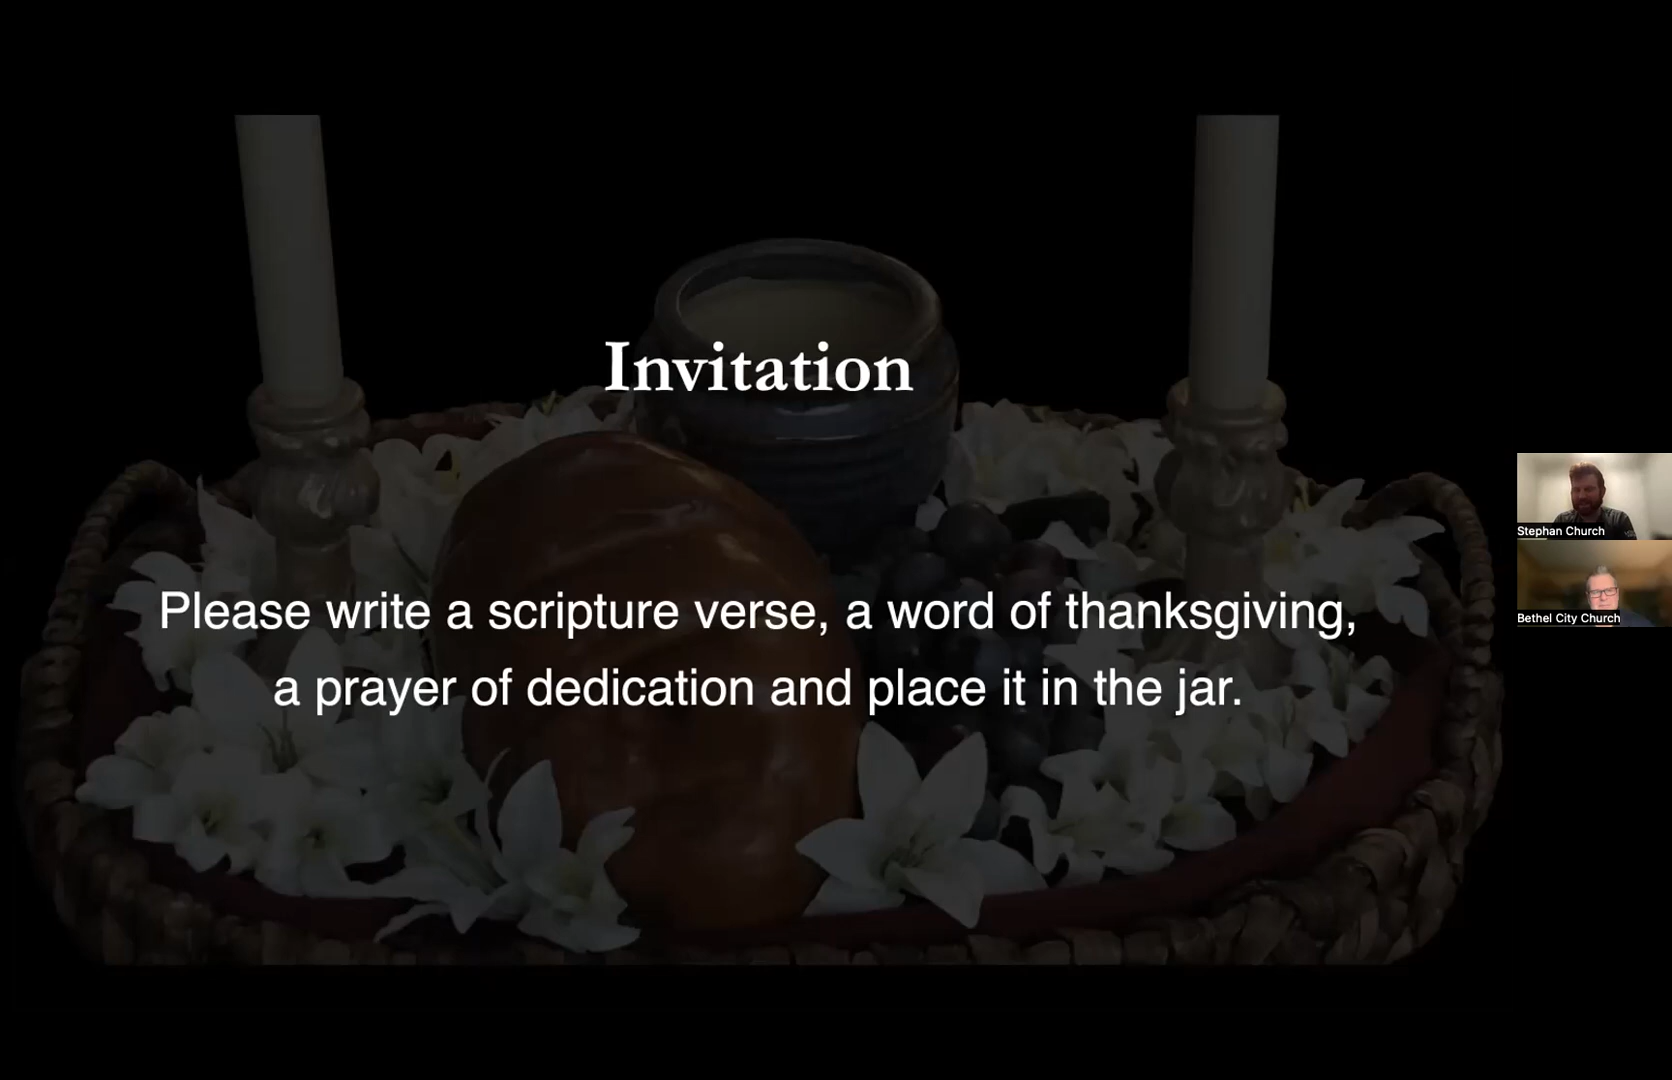 Invitation
Please write a scripture verse, a word of thanksgiving,
a prayer of dedication and place it in the jar.
Stephan Church
Bethel City Church